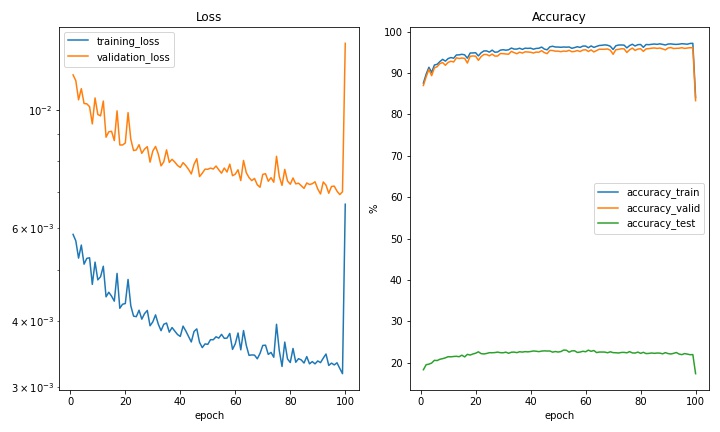 Loss
training_loss
validation_loss
10⁻²
6 × 10⁻³
4 × 10⁻³
3 × 10⁻³
0 20 40 60 80 100
epoch
Accuracy
100
90
80
70
60
50
40
30
20
%
accuracy_train
accuracy_valid
accuracy_test
0 20 40 60 80 100
epoch